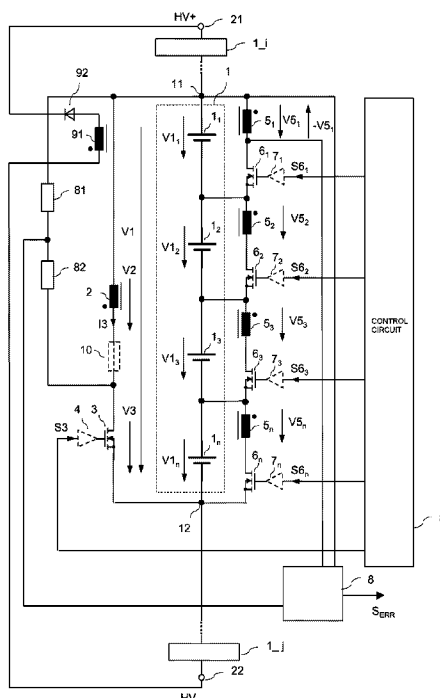 HV+
21
1_i
92
11
1
91
5₁
V5₁
-V5₁
1₁
V1₁
6₁
7₁
S6₁
81
V1
5₂
V5₂
1₂
V1₂
6₂
7₂
S6₂
82
V2
2
I3
CONTROL CIRCUIT
5₃
V5₃
10
1₃
V1₃
6₃
7₃
S6₃
4
3
S3
V3
5ₙ
V5ₙ
1ₙ
V1ₙ
6ₙ
7ₙ
S6ₙ
12
8
S_ERR
1_j
22